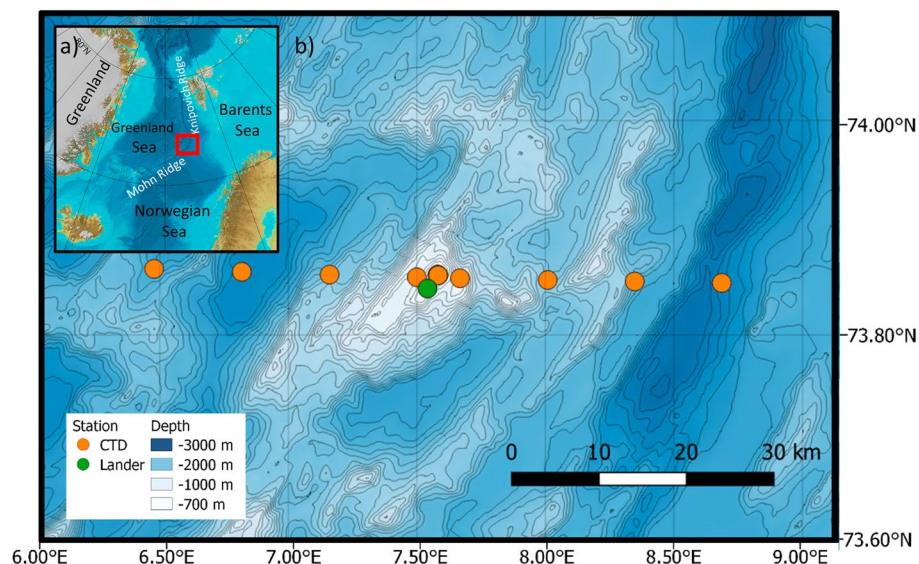 a)
b)
80°N
Greenland
Knipovich Ridge
Barents
Sea
Greenland
Sea
Mohn Ridge
Norwegian
Sea
74.00°N
73.80°N
73.60°N
Station
CTD
Lander
Depth
-3000 m
-2000 m
-1000 m
-700 m
0 10 20 30 km
6.00°E 6.50°E 7.00°E 7.50°E 8.00°E 8.50°E 9.00°E